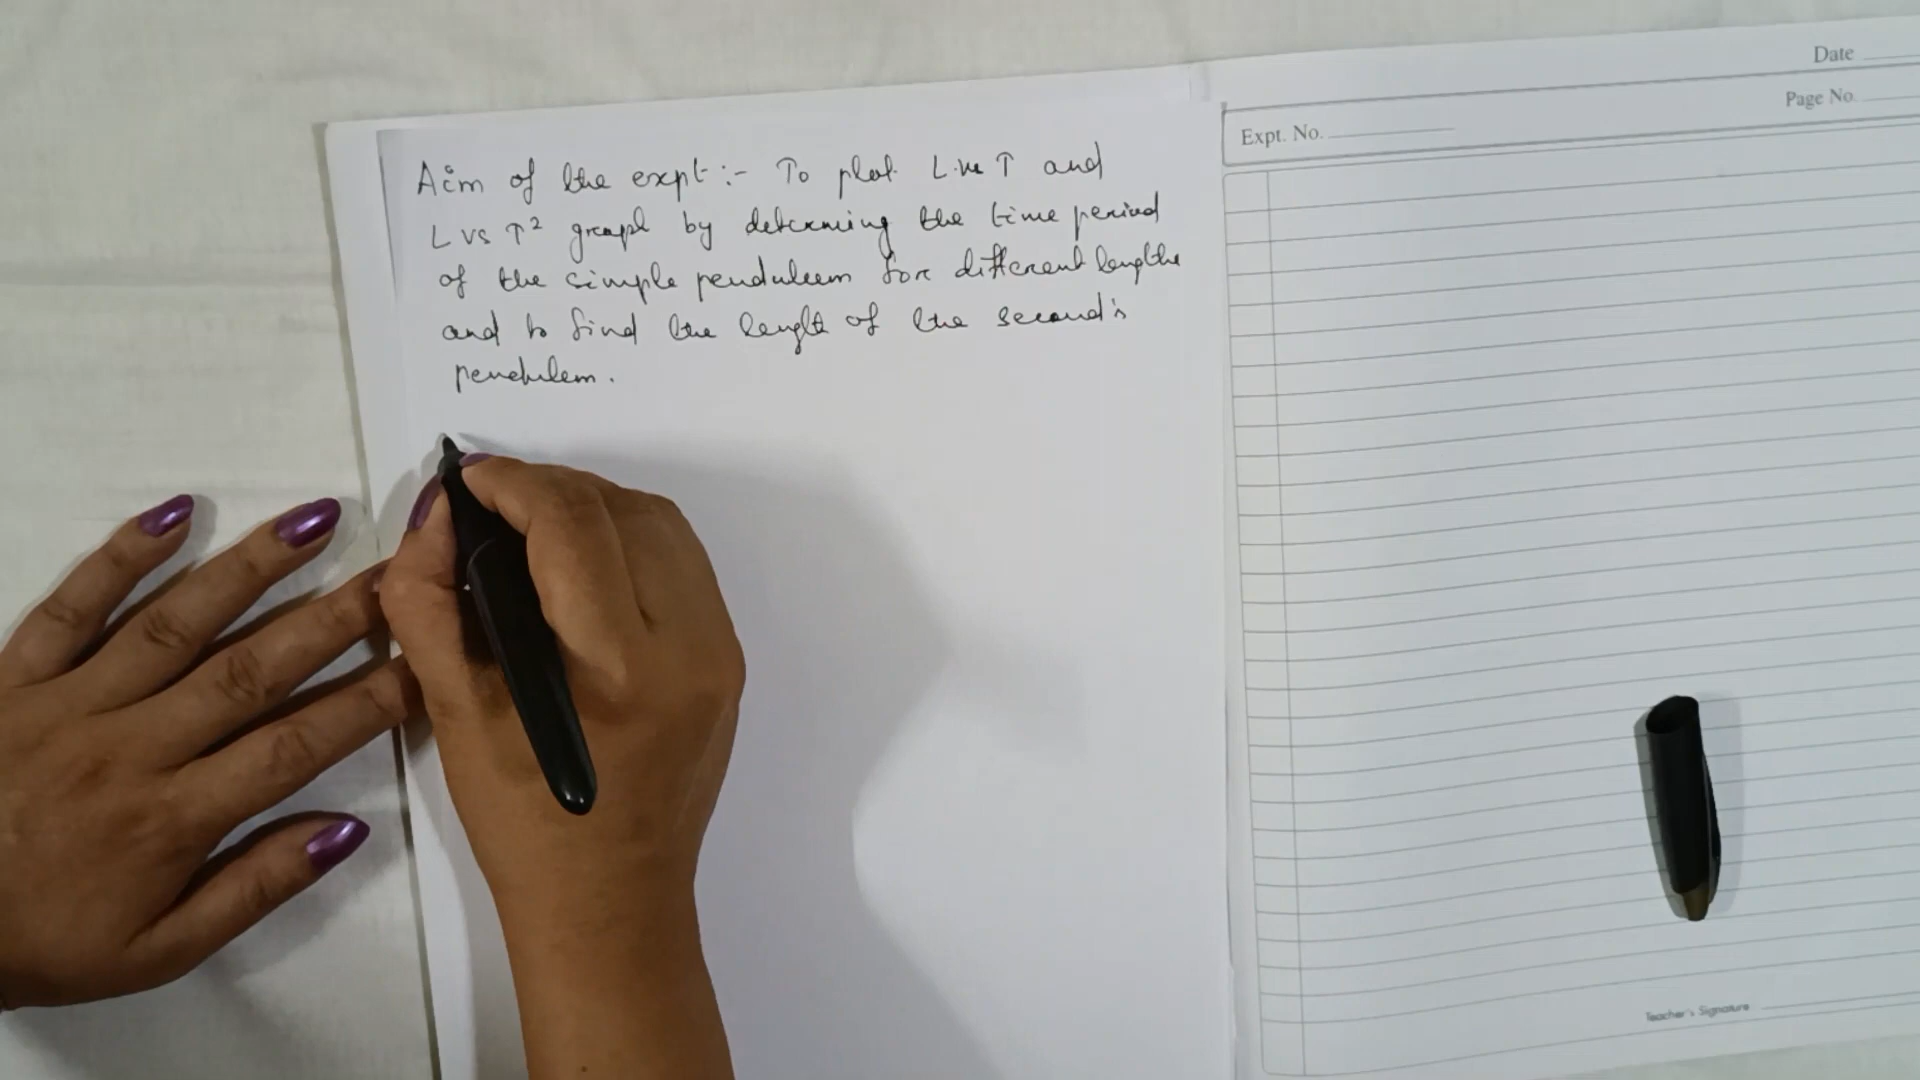 Aim of the expt:- To plot L vs T and
L vs T² graph by determing the time period
of the simple pendulum for different lengths
and to find the length of the second's
pendulum.
Date
Page No.
Expt. No.
Teacher's Signature